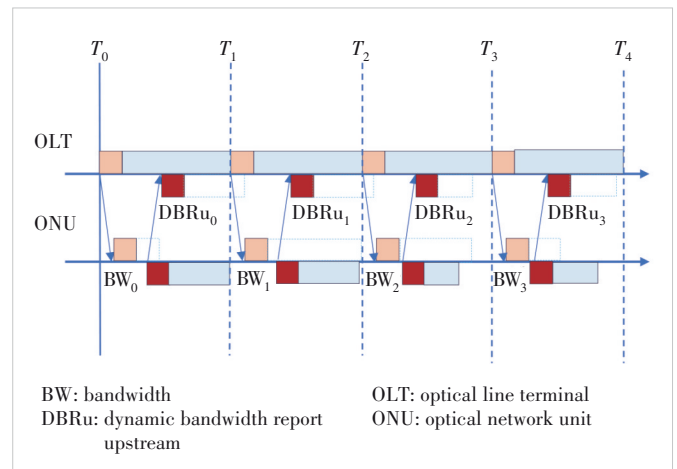 T0 T1 T2 T3 T4
OLT
DBRu0 DBRu1 DBRu2 DBRu3
ONU
BW0 BW1 BW2 BW3
BW: bandwidth OLT: optical line terminal
DBRu: dynamic bandwidth report ONU: optical network unit
upstream